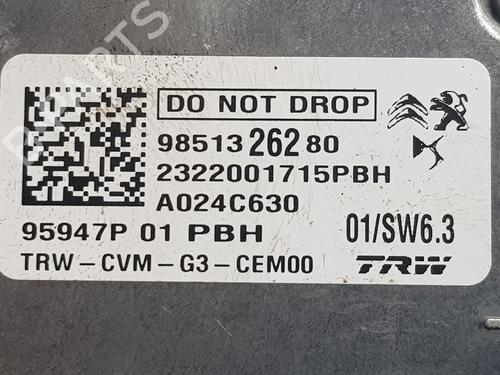 DO NOT DROP
98513 262 80
2322001715PBH
A024C630
95947P 01 PBH 01/SW6.3
TRW-CVM-G3-CEM00 TRW